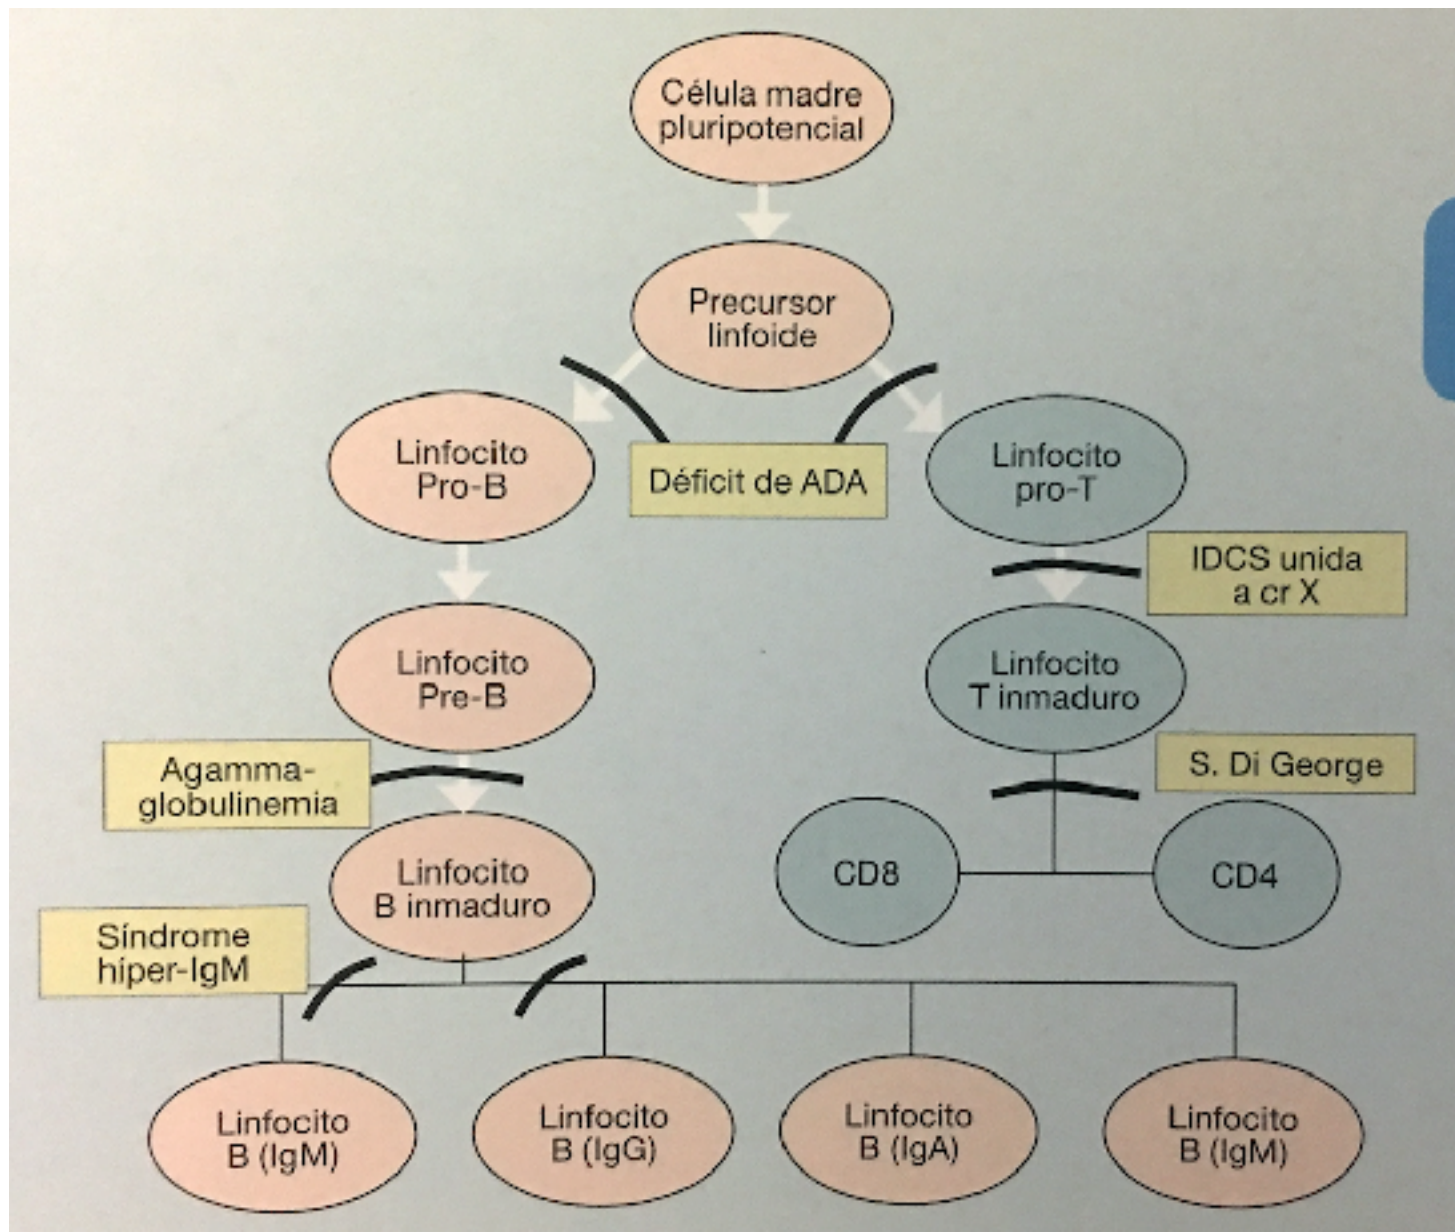 Célula madre
pluripotencial
Precursor
linfoide
Linfocito
Pro-B
Déficit de ADA
Linfocito
pro-T
IDCS unida
a cr X
Linfocito
Pre-B
Linfocito
T inmaduro
Agamma-
globulinemia
S. Di George
Linfocito
B inmaduro
CD8
CD4
Síndrome
híper-IgM
Linfocito
B (IgM)
Linfocito
B (IgG)
Linfocito
B (IgA)
Linfocito
B (IgM)